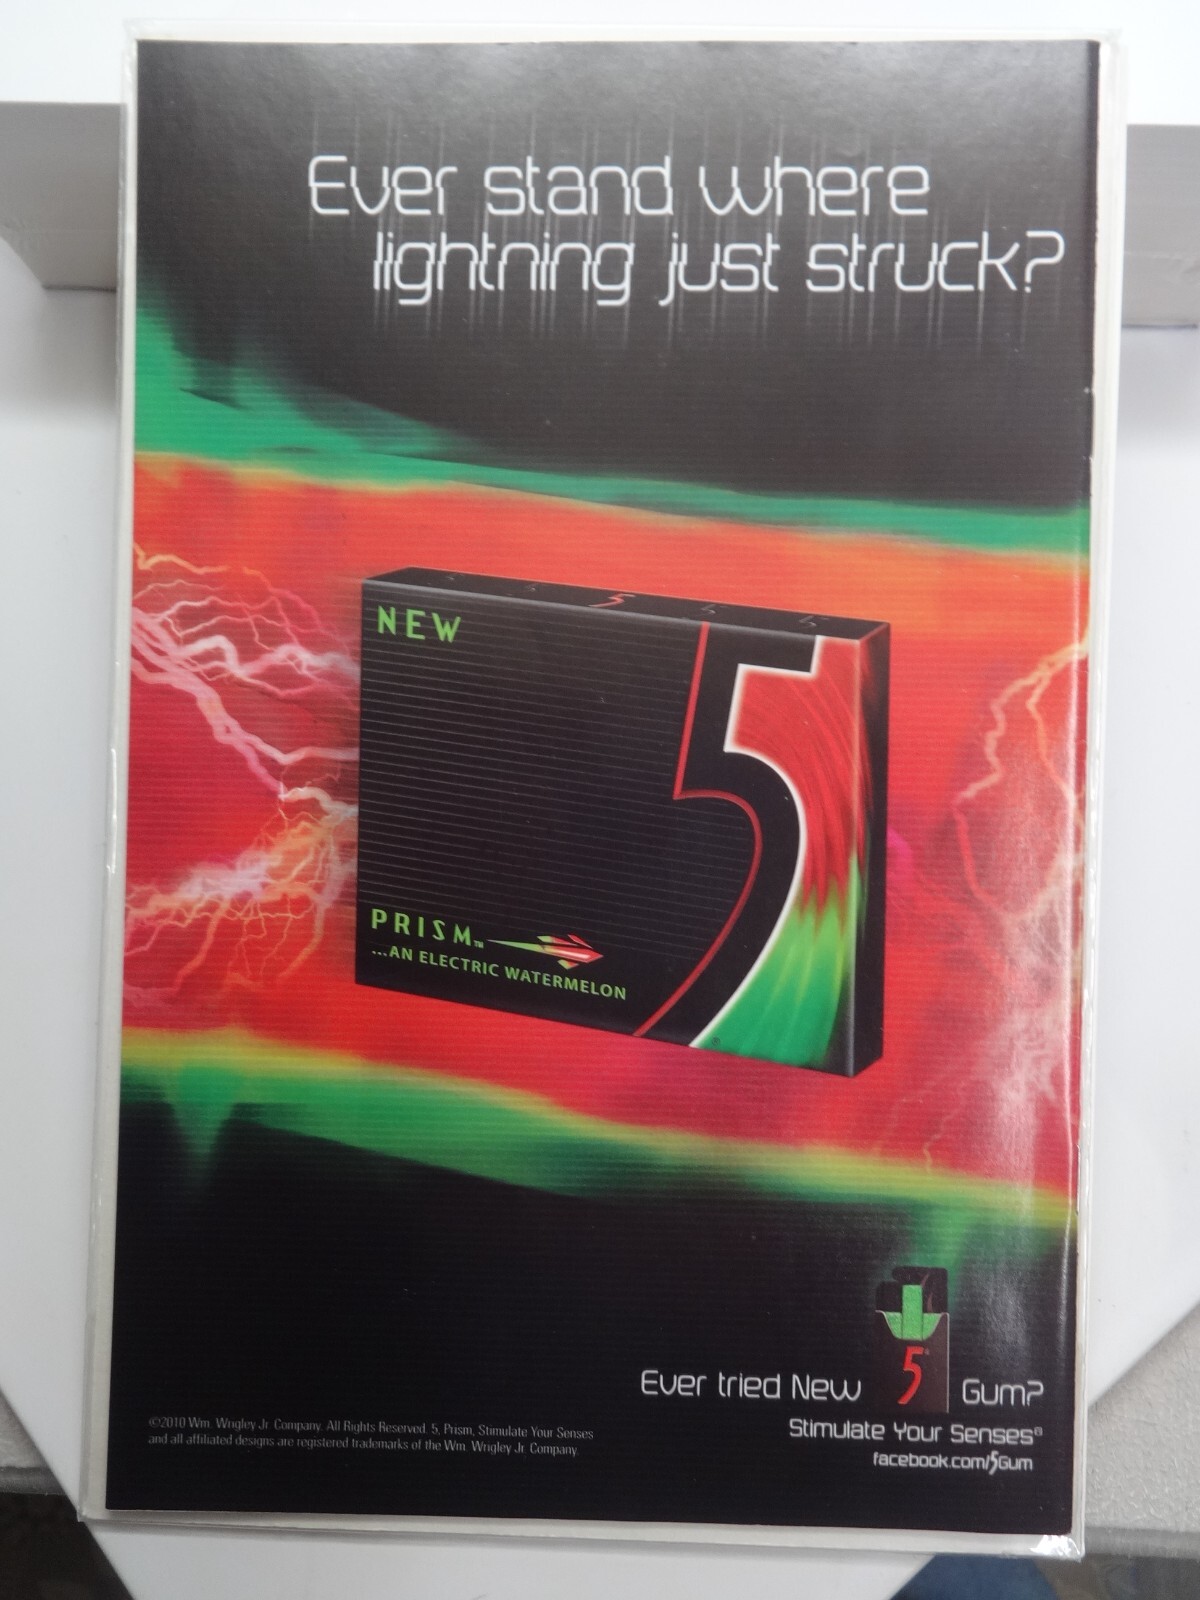 Ever stand where
lightning just struck?
5
NEW
5
PRISM™
...AN ELECTRIC WATERMELON
5
Ever tried New Gum?
Stimulate Your Senses®
facebook.com/5Gum
©2010 Wm. Wrigley Jr. Company. All Rights Reserved. 5, Prism, Stimulate Your Senses
and all affiliated designs are registered trademarks of the Wm. Wrigley Jr. Company.